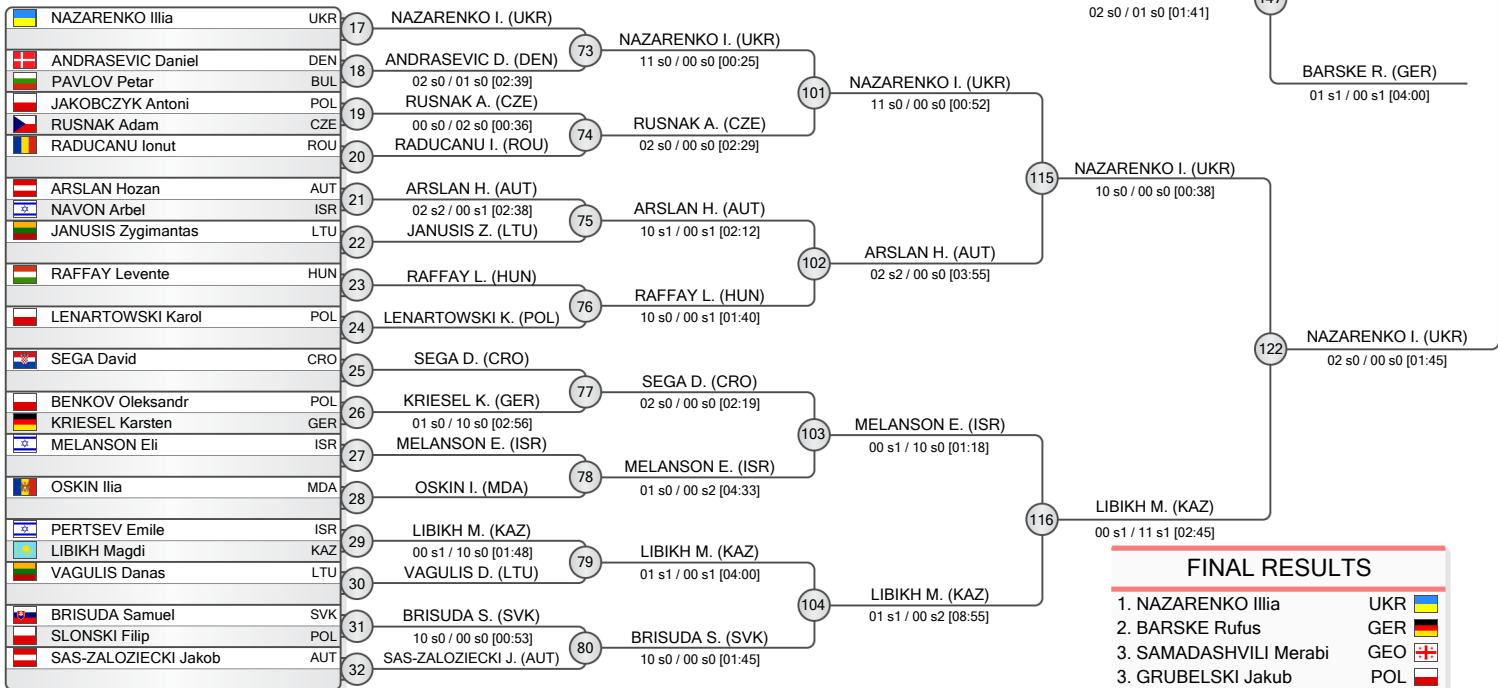 NAZARENKO Illia UKR
ANDRASEVIC Daniel DEN
PAVLOV Petar BUL
JAKOBCZYK Antoni POL
RUSNAK Adam CZE
RADUCANU Ionut ROU
ARSLAN Hozan AUT
NAVON Arbel ISR
JANUSIS Zygimantas LTU
RAFFAY Levente HUN
LENARTOWSKI Karol POL
SEGA David CRO
BENKOV Oleksandr POL
KRIESEL Karsten GER
MELANSON Eli ISR
OSKIN Ilia MDA
PERTSEV Emile ISR
LIBIKH Magdi KAZ
VAGULIS Danas LTU
BRISUDA Samuel SVK
SLONSKI Filip POL
SAS-ZALOZIECKI Jakob AUT
17
NAZARENKO I. (UKR)
18
ANDRASEVIC D. (DEN)
02 s0 / 01 s0 [02:39]
19
RUSNAK A. (CZE)
00 s0 / 02 s0 [00:36]
20
RADUCANU I. (ROU)
21
ARSLAN H. (AUT)
02 s2 / 00 s1 [02:38]
22
JANUSIS Z. (LTU)
23
RAFFAY L. (HUN)
24
LENARTOWSKI K. (POL)
25
SEGA D. (CRO)
26
KRIESEL K. (GER)
01 s0 / 10 s0 [02:56]
27
MELANSON E. (ISR)
28
OSKIN I. (MDA)
29
LIBIKH M. (KAZ)
00 s1 / 10 s0 [01:48]
30
VAGULIS D. (LTU)
31
BRISUDA S. (SVK)
10 s0 / 00 s0 [00:53]
32
SAS-ZALOZIECKI J. (AUT)
73
NAZARENKO I. (UKR)
11 s0 / 00 s0 [00:25]
74
RUSNAK A. (CZE)
02 s0 / 00 s0 [02:29]
75
ARSLAN H. (AUT)
10 s1 / 00 s1 [02:12]
76
RAFFAY L. (HUN)
10 s0 / 00 s1 [01:40]
77
SEGA D. (CRO)
02 s0 / 00 s0 [02:19]
78
MELANSON E. (ISR)
01 s0 / 00 s2 [04:33]
79
LIBIKH M. (KAZ)
01 s1 / 00 s1 [04:00]
80
BRISUDA S. (SVK)
10 s0 / 00 s0 [01:45]
101
NAZARENKO I. (UKR)
11 s0 / 00 s0 [00:52]
102
ARSLAN H. (AUT)
02 s2 / 00 s0 [03:55]
103
MELANSON E. (ISR)
00 s1 / 10 s0 [01:18]
104
LIBIKH M. (KAZ)
01 s1 / 00 s2 [08:55]
115
NAZARENKO I. (UKR)
10 s0 / 00 s0 [00:38]
116
LIBIKH M. (KAZ)
00 s1 / 11 s1 [02:45]
122
NAZARENKO I. (UKR)
02 s0 / 00 s0 [01:45]
02 s0 / 01 s0 [01:41]
BARSKE R. (GER)
01 s1 / 00 s1 [04:00]
FINAL RESULTS
1. NAZARENKO Illia UKR
2. BARSKE Rufus GER
3. SAMADASHVILI Merabi GEO
3. GRUBELSKI Jakub POL